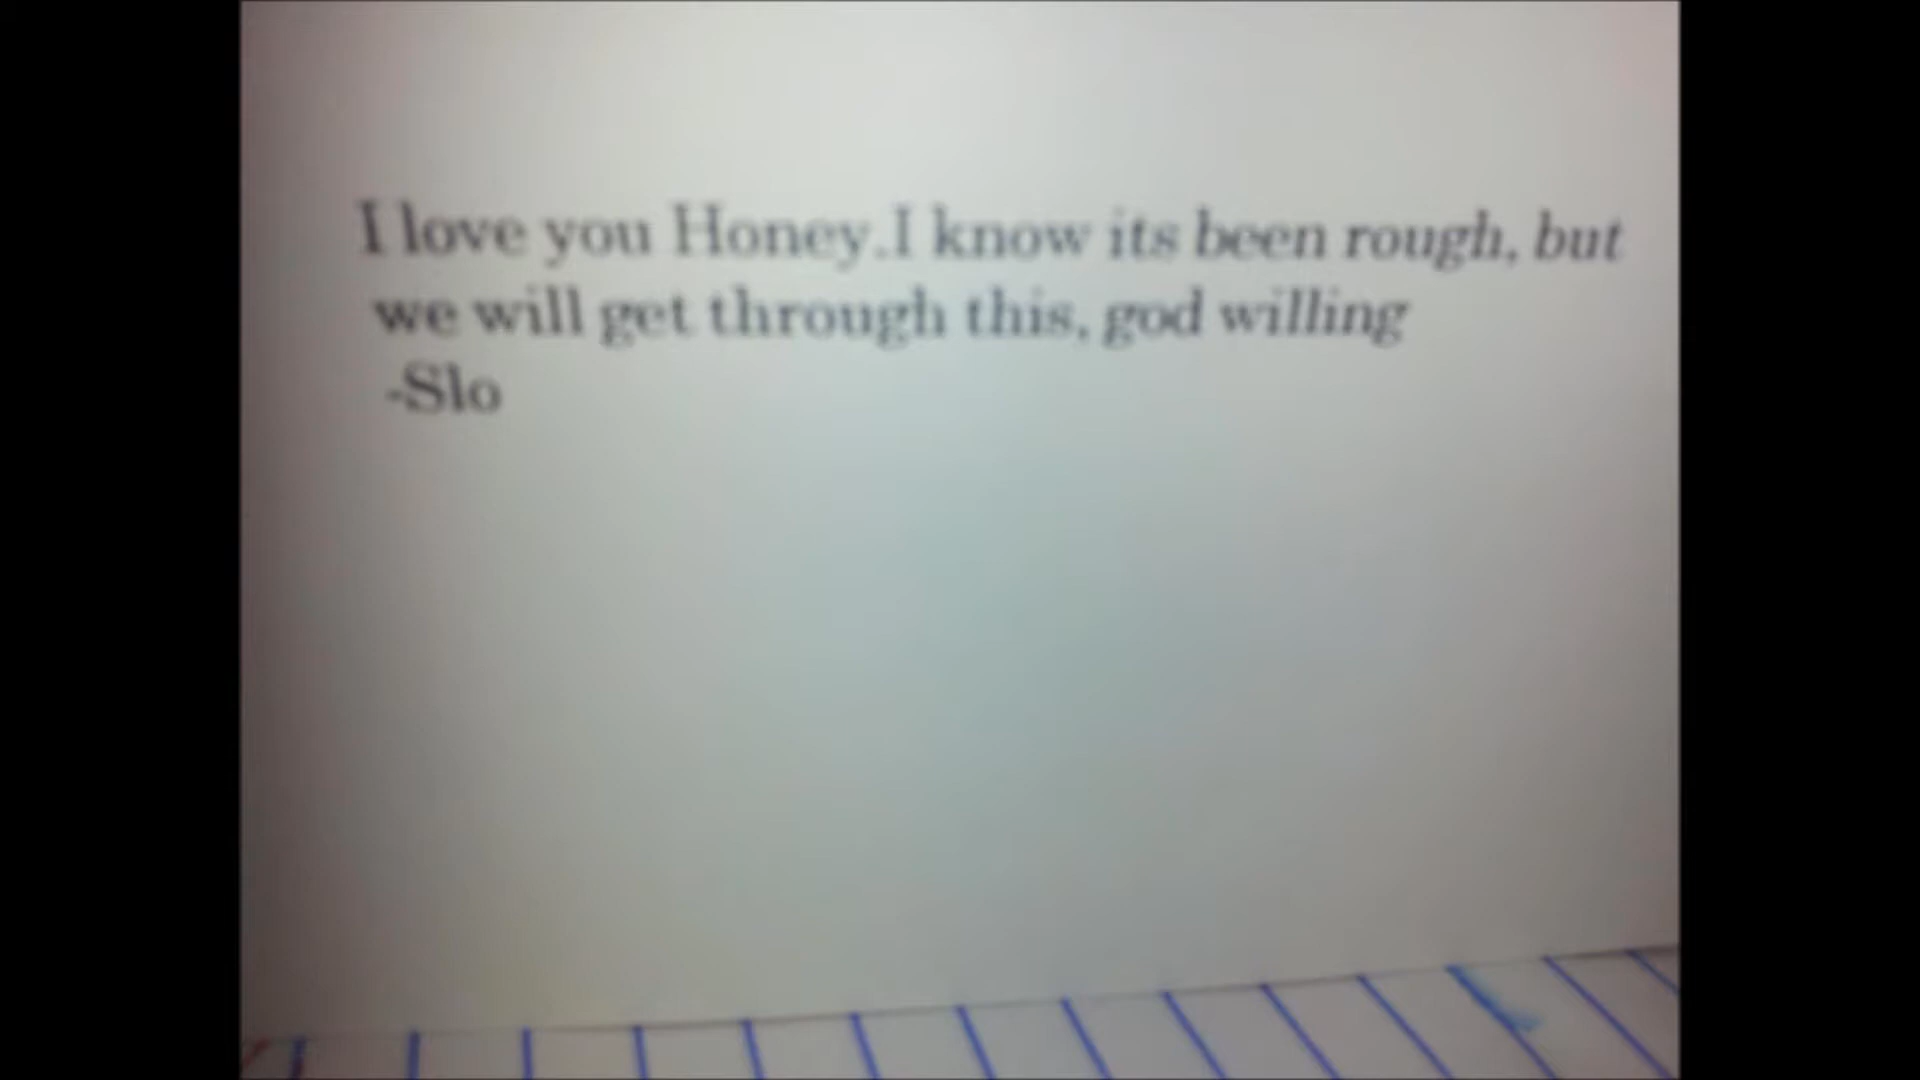 I love you Honey.I know its been rough, but
we will get through this, god willing
-Slo